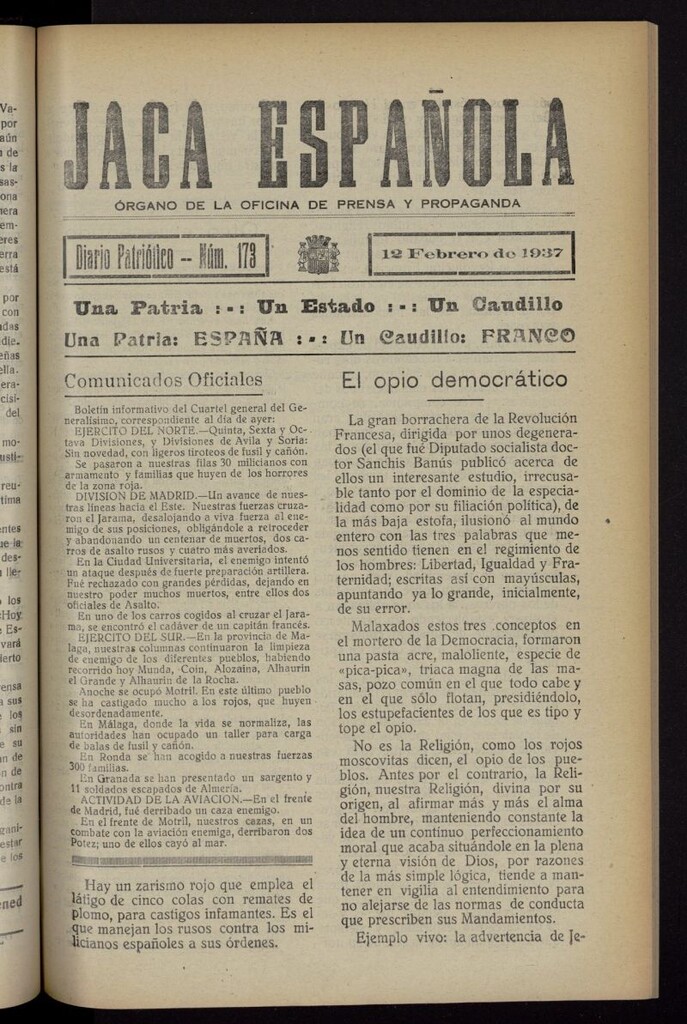 JACA ESPAÑOLA
ÓRGANO DE LA OFICINA DE PRENSA Y PROPAGANDA
Diario Patriótico -- Núm. 173
12 Febrero de 1937
Una Patria :-: Un Estado :-: Un Caudillo
Una Patria: ESPAÑA :-: Un Caudillo: FRANCO
Comunicados Oficiales
Boletín informativo del Cuartel general del Ge-
neralísimo, correspondiente al día de ayer:
EJERCITO DEL NORTE.—Quinta, Sexta y Oc-
tava Divisiones, y Divisiones de Avila y Soria:
Sin novedad, con ligeros tiroteos de fusil y cañón.
Se pasaron a nuestras filas 30 milicianos con
armamento y familias que huyen de los horrores
de la zona roja.
DIVISION DE MADRID.—Un avance de nues-
tras líneas hacia el Este. Nuestras fuerzas cruza-
ron el Jarama, desalojando a viva fuerza al ene-
migo de sus posiciones, obligándole a retroceder
y abandonando un centenar de muertos, dos ca-
rros de asalto rusos y cuatro más averiados.
En la Ciudad Universitaria, el enemigo intentó
un ataque después de fuerte preparación artillera.
Fué rechazado con grandes pérdidas, dejando en
nuestro poder muchos muertos, entre ellos dos
oficiales de Asalto.
En uno de los carros cogidos al cruzar el Jara-
ma, se encontró el cadáver de un capitán francés.
EJERCITO DEL SUR.—En la provincia de Má-
laga, nuestras columnas continuaron la limpieza
de enemigo de los diferentes pueblos, habiendo
recorrido hoy Munda, Coin, Alozaina, Alhaurin
el Grande y Alhaurin de la Rocha.
Anoche se ocupó Motril. En este último pueblo
se ha castigado mucho a los rojos, que huyen
desordenadamente.
En Málaga, donde la vida se normaliza, las
autoridades han ocupado un taller para carga
de balas de fusil y cañón.
En Ronda se han acogido a nuestras fuerzas
300 familias.
En Granada se han presentado un sargento y
11 soldados escapados de Almería.
ACTIVIDAD DE LA AVIACION.—En el frente
de Madrid, fué derribado un caza enemigo.
En el frente de Motril, nuestros cazas, en un
combate con la aviación enemiga, derribaron dos
Potez; uno de ellos cayó al mar.
Hay un zarismo rojo que emplea el
látigo de cinco colas con remates de
plomo, para castigos infamantes. Es el
que manejan los rusos contra los mi-
licianos españoles a sus órdenes.
El opio democrático
La gran borrachera de la Revolución
Francesa, dirigida por unos degenera-
dos (el que fué Diputado socialista doc-
tor Sanchis Banús publicó acerca de
ellos un interesante estudio, irrecusa-
ble tanto por el dominio de la especia-
lidad como por su filiación política), de
la más baja estofa, ilusionó al mundo
entero con las tres palabras que me-
nos sentido tienen en el regimiento de
los hombres: Libertad, Igualdad y Fra-
ternidad; escritas así con mayúsculas,
apuntando ya lo grande, inicialmente,
de su error.
Malaxados estos tres conceptos en
el mortero de la Democracia, formaron
una pasta acre, maloliente, especie de
«pica-pica», triaca magna de las ma-
sas, pozo común en el que todo cabe y
en el que sólo flotan, presidiéndolo,
los estupefacientes de los que es tipo y
tope el opio.
No es la Religión, como los rojos
moscovitas dicen, el opio de los pue-
blos. Antes por el contrario, la Reli-
gión, nuestra Religión, divina por su
origen, al afirmar más y más el alma
del hombre, manteniendo constante la
idea de un contínuo perfeccionamiento
moral que acaba situándole en la plena
y eterna visión de Dios, por razones
de la más simple lógica, tiende a man-
tener en vigilia al entendimiento para
no alejarse de las normas de conducta
que prescriben sus Mandamientos.
Ejemplo vivo: la advertencia de Je-